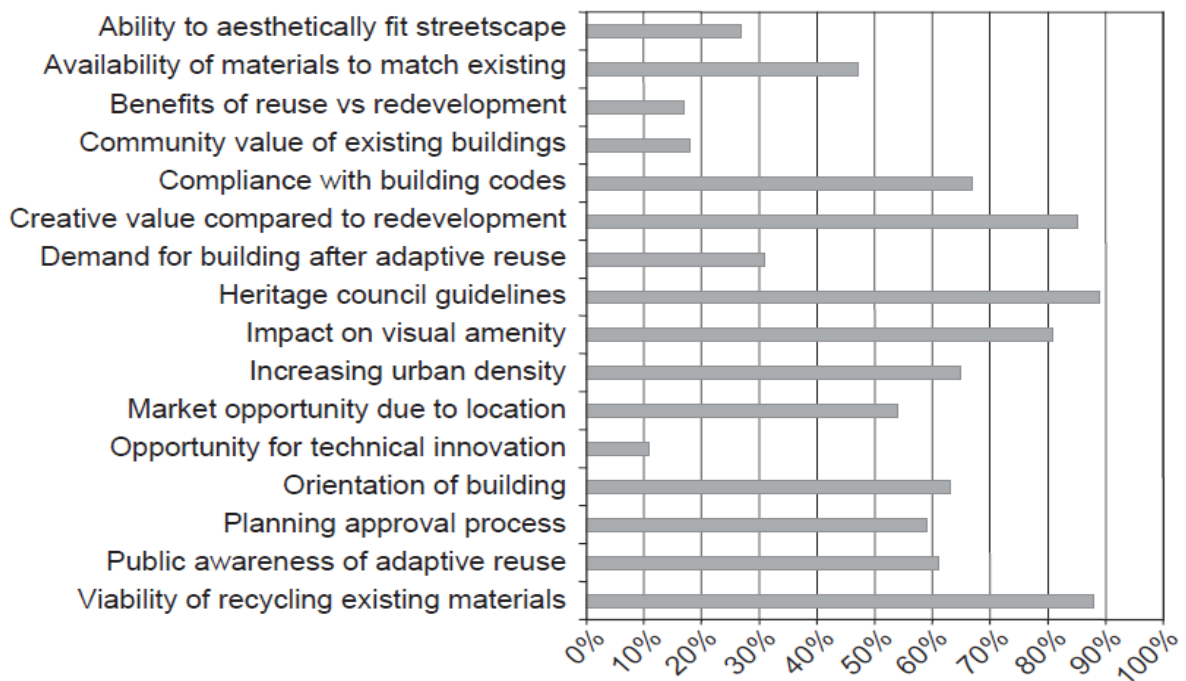 Ability to aesthetically fit streetscape
Availability of materials to match existing
Benefits of reuse vs redevelopment
Community value of existing buildings
Compliance with building codes
Creative value compared to redevelopment
Demand for building after adaptive reuse
Heritage council guidelines
Impact on visual amenity
Increasing urban density
Market opportunity due to location
Opportunity for technical innovation
Orientation of building
Planning approval process
Public awareness of adaptive reuse
Viability of recycling existing materials
0% 10% 20% 30% 40% 50% 60% 70% 80% 90% 100%